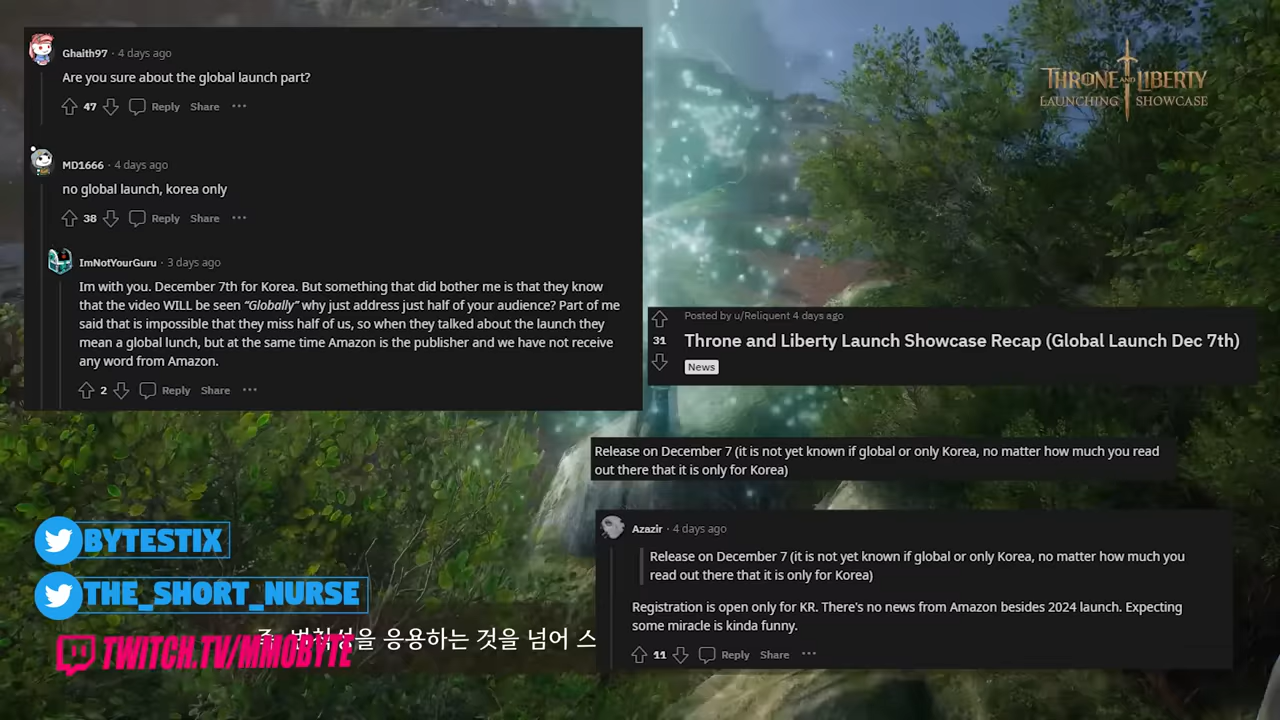 Ghaith97 · 4 days ago
Are you sure about the global launch part?
47 Reply Share ···
MD1666 · 4 days ago
no global launch, korea only
38 Reply Share ···
ImNotYourGuru · 3 days ago
Im with you. December 7th for Korea. But something that did bother me is that they know
that the video WILL be seen “Globally” why just address just half of your audience? Part of me
said that is impossible that they miss half of us, so when they talked about the launch they
mean a global lunch, but at the same time Amazon is the publisher and we have not receive
any word from Amazon.
2 Reply Share ···
THRONE AND LIBERTY
LAUNCHING SHOWCASE
Posted by u/Reliquent 4 days ago
31 Throne and Liberty Launch Showcase Recap (Global Launch Dec 7th)
News
Release on December 7 (it is not yet known if global or only Korea, no matter how much you read
out there that it is only for Korea)
Azazir · 4 days ago
Release on December 7 (it is not yet known if global or only Korea, no matter how much you
read out there that it is only for Korea)
Registration is open only for KR. There's no news from Amazon besides 2024 launch. Expecting
some miracle is kinda funny.
11 Reply Share ···
BYTESTIX
THE_SHORT_NURSE
TWITCH.TV/MMOBYTE
응용하는 것을 넘어 스